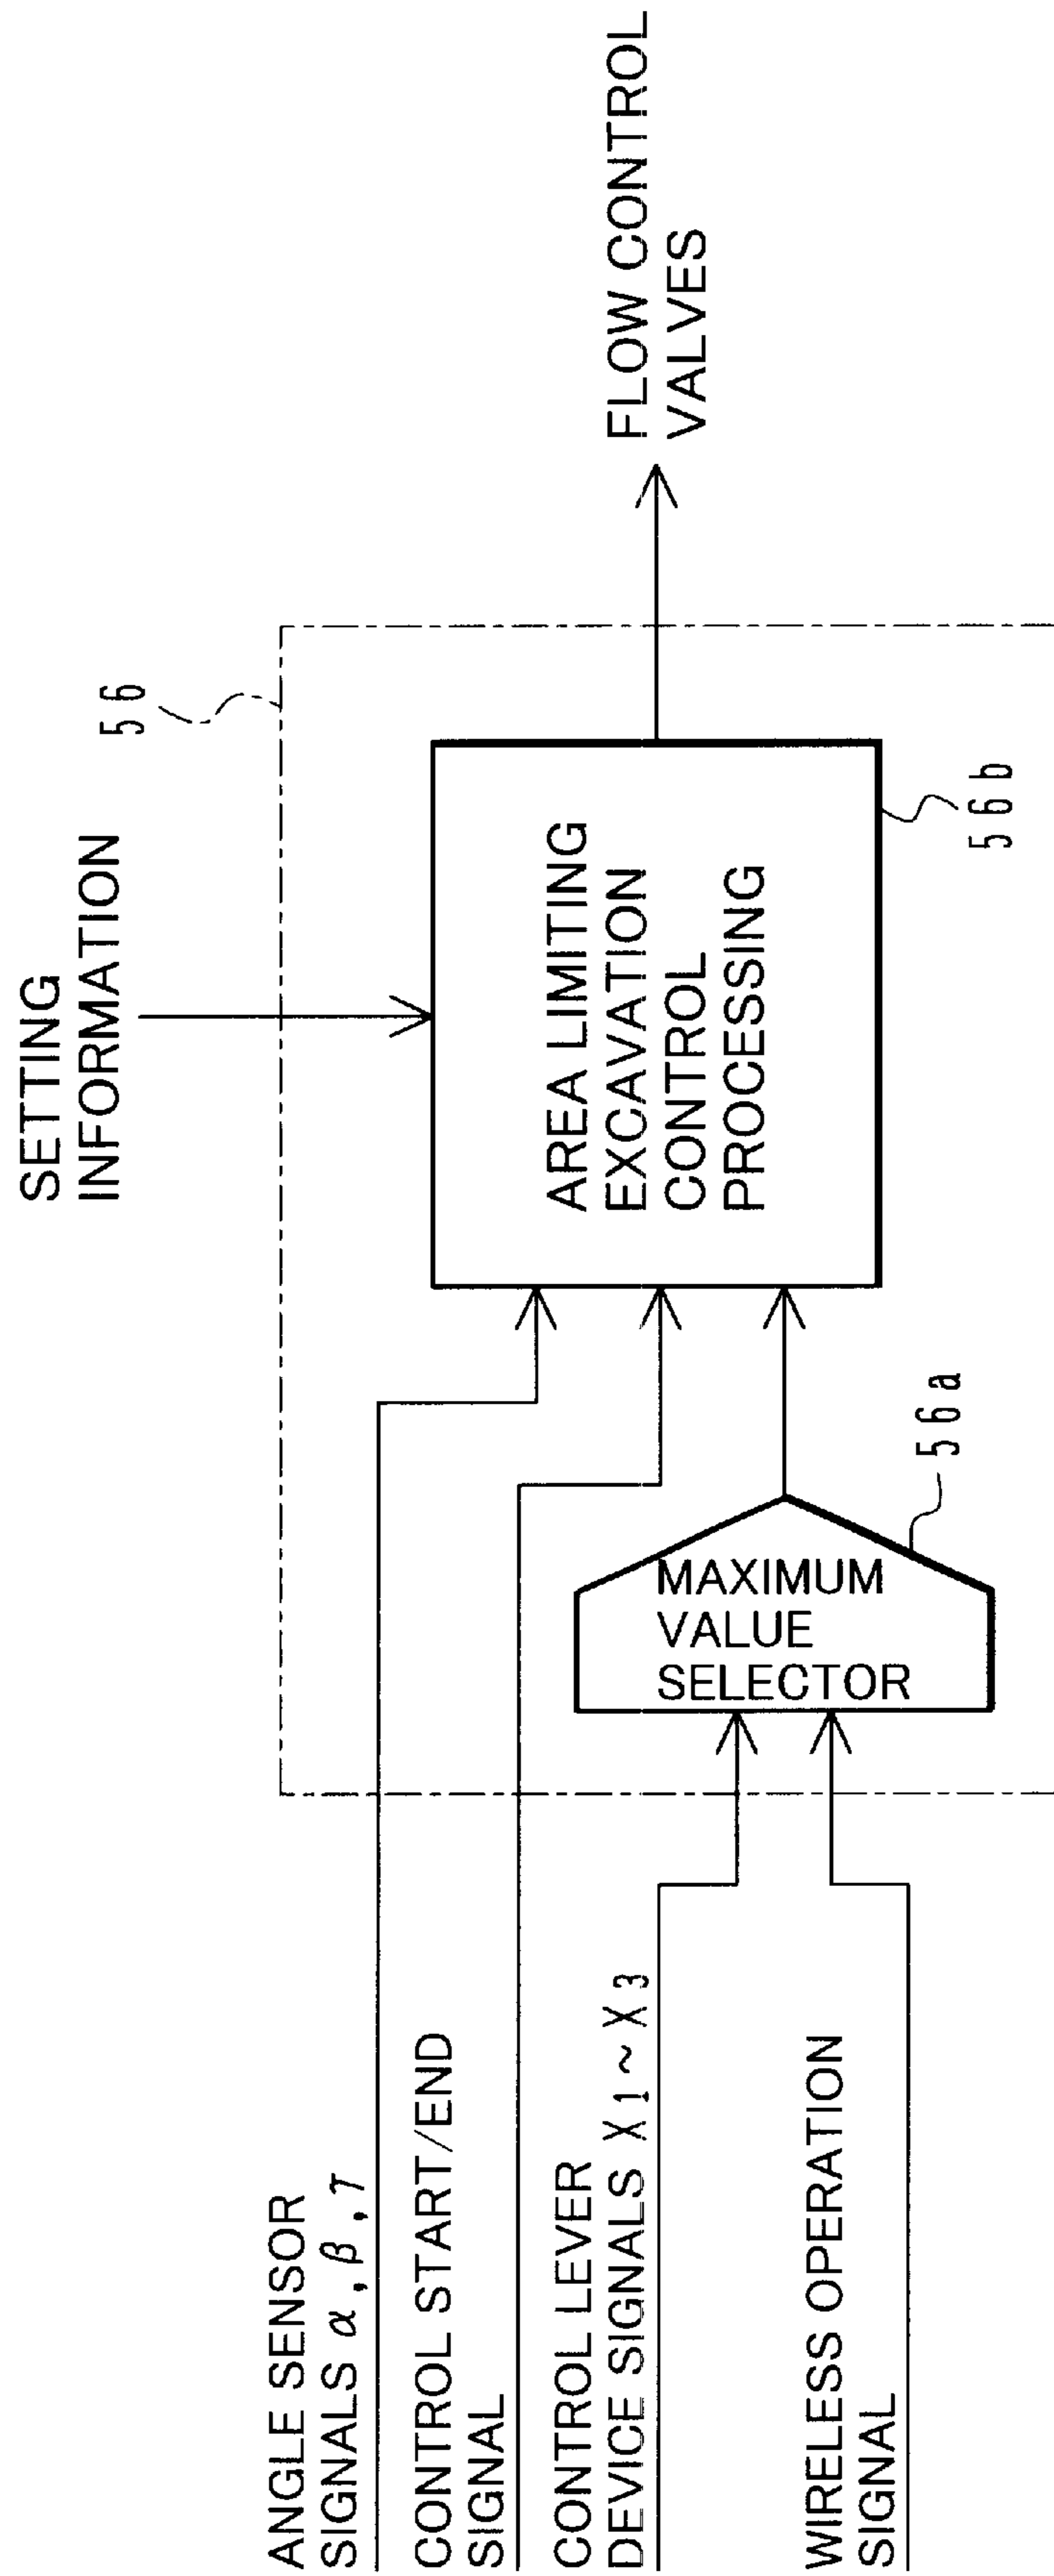 SETTING
INFORMATION
56
ANGLE SENSOR
SIGNALS α, β, γ
CONTROL START/END
SIGNAL
CONTROL LEVER
DEVICE SIGNALS X1~X3
WIRELESS OPERATION
SIGNAL
MAXIMUM
VALUE
SELECTOR
56a
AREA LIMITING
EXCAVATION
CONTROL
PROCESSING
56b
FLOW CONTROL
VALVES